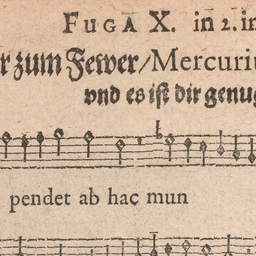 FUGA X. in 2. in
r zum Fewer/Mercuriu
vnd es ist dir genug
pendet ab hac mun